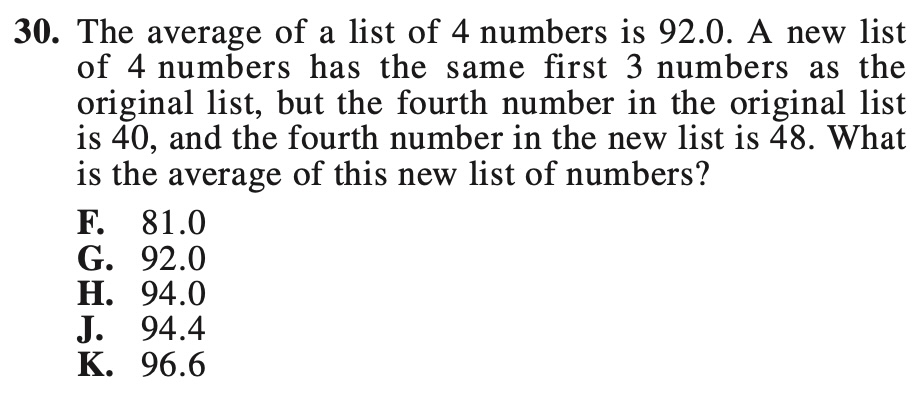 30. The average of a list of 4 numbers is 92.0. A new list
of 4 numbers has the same first 3 numbers as the
original list, but the fourth number in the original list
is 40, and the fourth number in the new list is 48. What
is the average of this new list of numbers?
F. 81.0
G. 92.0
H. 94.0
J. 94.4
K. 96.6